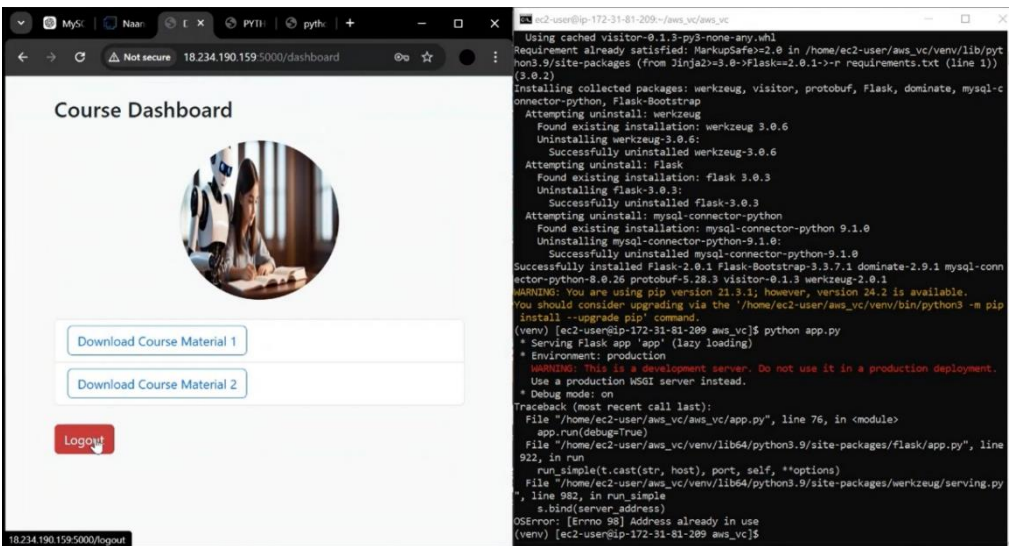 MyS(
Naan
PYTH
pythc
Not secure
18.234.190.159:5000/dashboard
Course Dashboard
Download Course Material 1
Download Course Material 2
Logout
18.234.190.159:5000/logout
ec2-user@ip-172-31-81-209:~/aws_vc/aws_vc
Using cached visitor-0.1.3-py3-none-any.whl
Requirement already satisfied: MarkupSafe>=2.0 in /home/ec2-user/aws_vc/venv/lib/pyt
hon3.9/site-packages (from Jinja2>=3.0->Flask==2.0.1->-r requirements.txt (line 1))
(3.0.2)
Installing collected packages: werkzeug, visitor, protobuf, Flask, dominate, mysql-c
onnector-python, Flask-Bootstrap
Attempting uninstall: werkzeug
Found existing installation: werkzeug 3.0.6
Uninstalling werkzeug-3.0.6:
Successfully uninstalled werkzeug-3.0.6
Attempting uninstall: Flask
Found existing installation: flask 3.0.3
Uninstalling flask-3.0.3:
Successfully uninstalled flask-3.0.3
Attempting uninstall: mysql-connector-python
Found existing installation: mysql-connector-python 9.1.0
Uninstalling mysql-connector-python-9.1.0:
Successfully uninstalled mysql-connector-python-9.1.0
Successfully installed Flask-2.0.1 Flask-Bootstrap-3.3.7.1 dominate-2.9.1 mysql-conn
ector-python-8.0.26 protobuf-5.28.3 visitor-0.1.3 werkzeug-2.0.1
WARNING: You are using pip version 21.3.1; however, version 24.2 is available.
You should consider upgrading via the '/home/ec2-user/aws_vc/venv/bin/python3 -m pip
install --upgrade pip' command.
(venv) [ec2-user@ip-172-31-81-209 aws_vc]$ python app.py
* Serving Flask app 'app' (lazy loading)
* Environment: production
WARNING: This is a development server. Do not use it in a production deployment.
Use a production WSGI server instead.
* Debug mode: on
Traceback (most recent call last):
File "/home/ec2-user/aws_vc/aws_vc/app.py", line 76, in <module>
app.run(debug=True)
File "/home/ec2-user/aws_vc/venv/lib64/python3.9/site-packages/flask/app.py", line
922, in run
run_simple(t.cast(str, host), port, self, **options)
File "/home/ec2-user/aws_vc/venv/lib64/python3.9/site-packages/werkzeug/serving.py
", line 982, in run_simple
s.bind(server_address)
OSError: [Errno 98] Address already in use
(venv) [ec2-user@ip-172-31-81-209 aws_vc]$